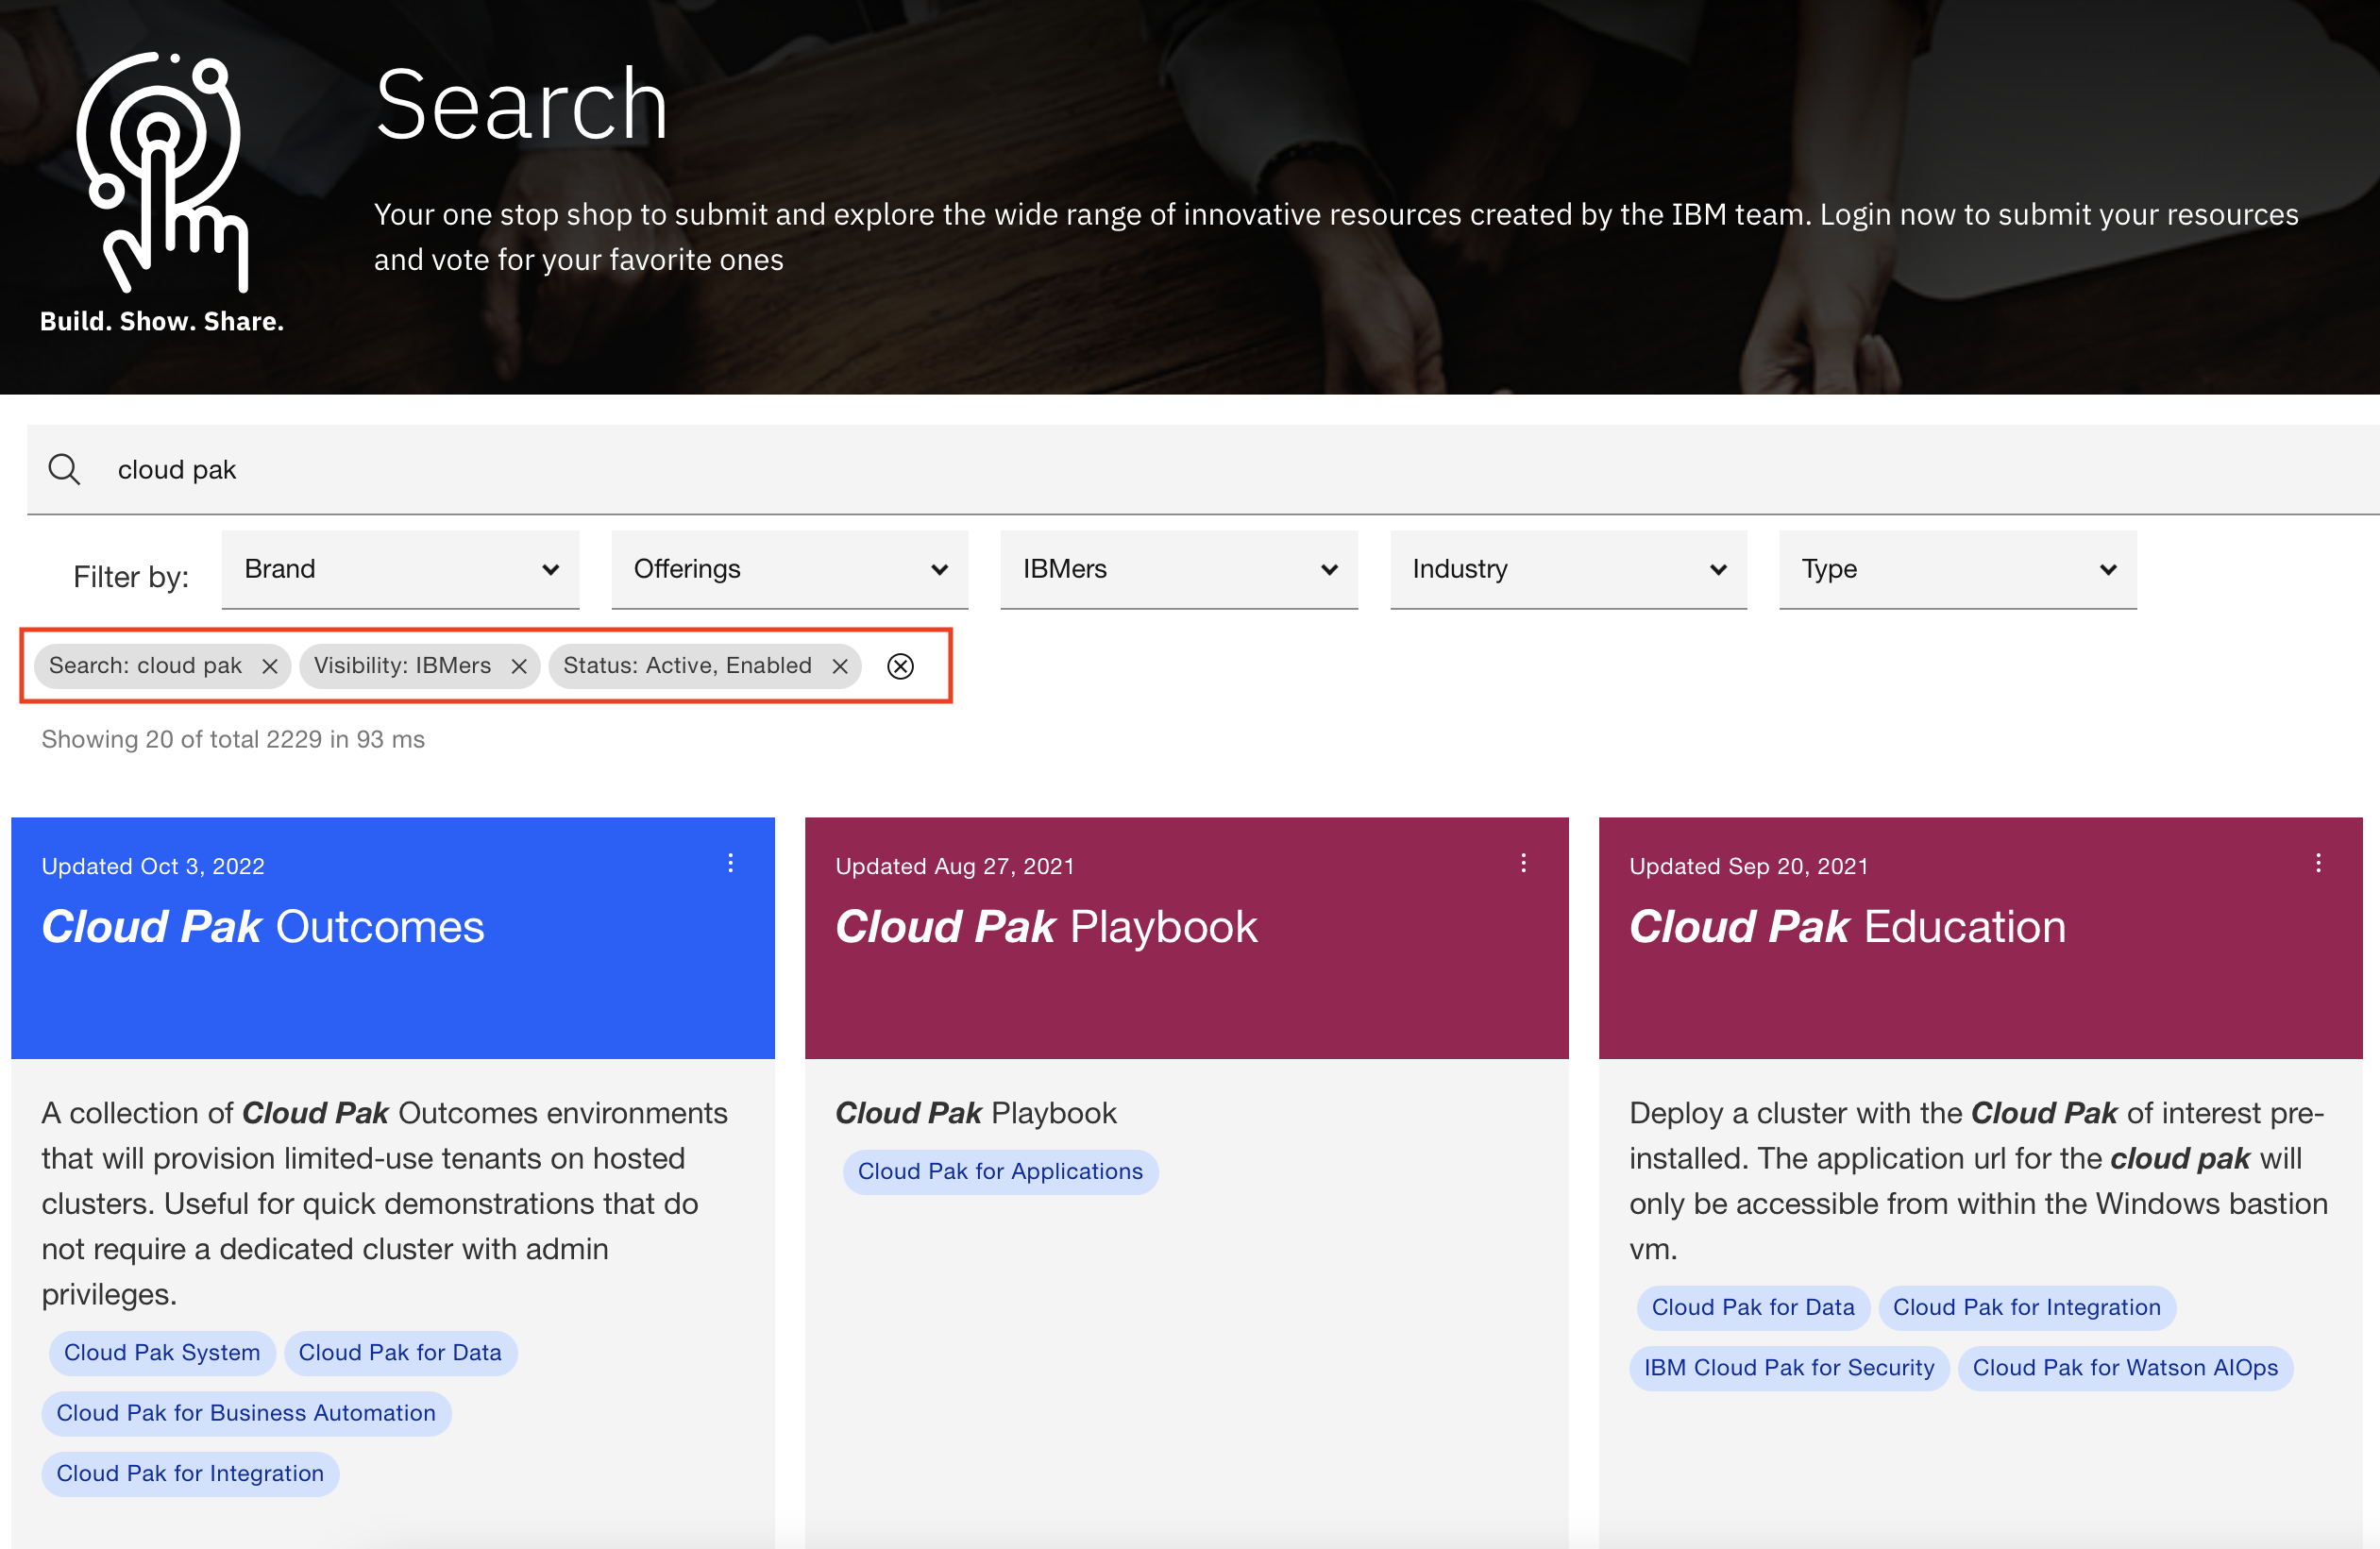 Search
Your one stop shop to submit and explore the wide range of innovative resources created by the IBM team. Login now to submit your resources
and vote for your favorite ones
Build. Show. Share.
cloud pak
Filter by:
Brand
Offerings
IBMers
Industry
Type
Search: cloud pak
Visibility: IBMers
Status: Active, Enabled
Showing 20 of total 2229 in 93 ms
Updated Oct 3, 2022
Cloud Pak Outcomes
A collection of Cloud Pak Outcomes environments
that will provision limited-use tenants on hosted
clusters. Useful for quick demonstrations that do
not require a dedicated cluster with admin
privileges.
Cloud Pak System
Cloud Pak for Data
Cloud Pak for Business Automation
Cloud Pak for Integration
Updated Aug 27, 2021
Cloud Pak Playbook
Cloud Pak Playbook
Cloud Pak for Applications
Updated Sep 20, 2021
Cloud Pak Education
Deploy a cluster with the Cloud Pak of interest pre-
installed. The application url for the cloud pak will
only be accessible from within the Windows bastion
vm.
Cloud Pak for Data
Cloud Pak for Integration
IBM Cloud Pak for Security
Cloud Pak for Watson AIOps